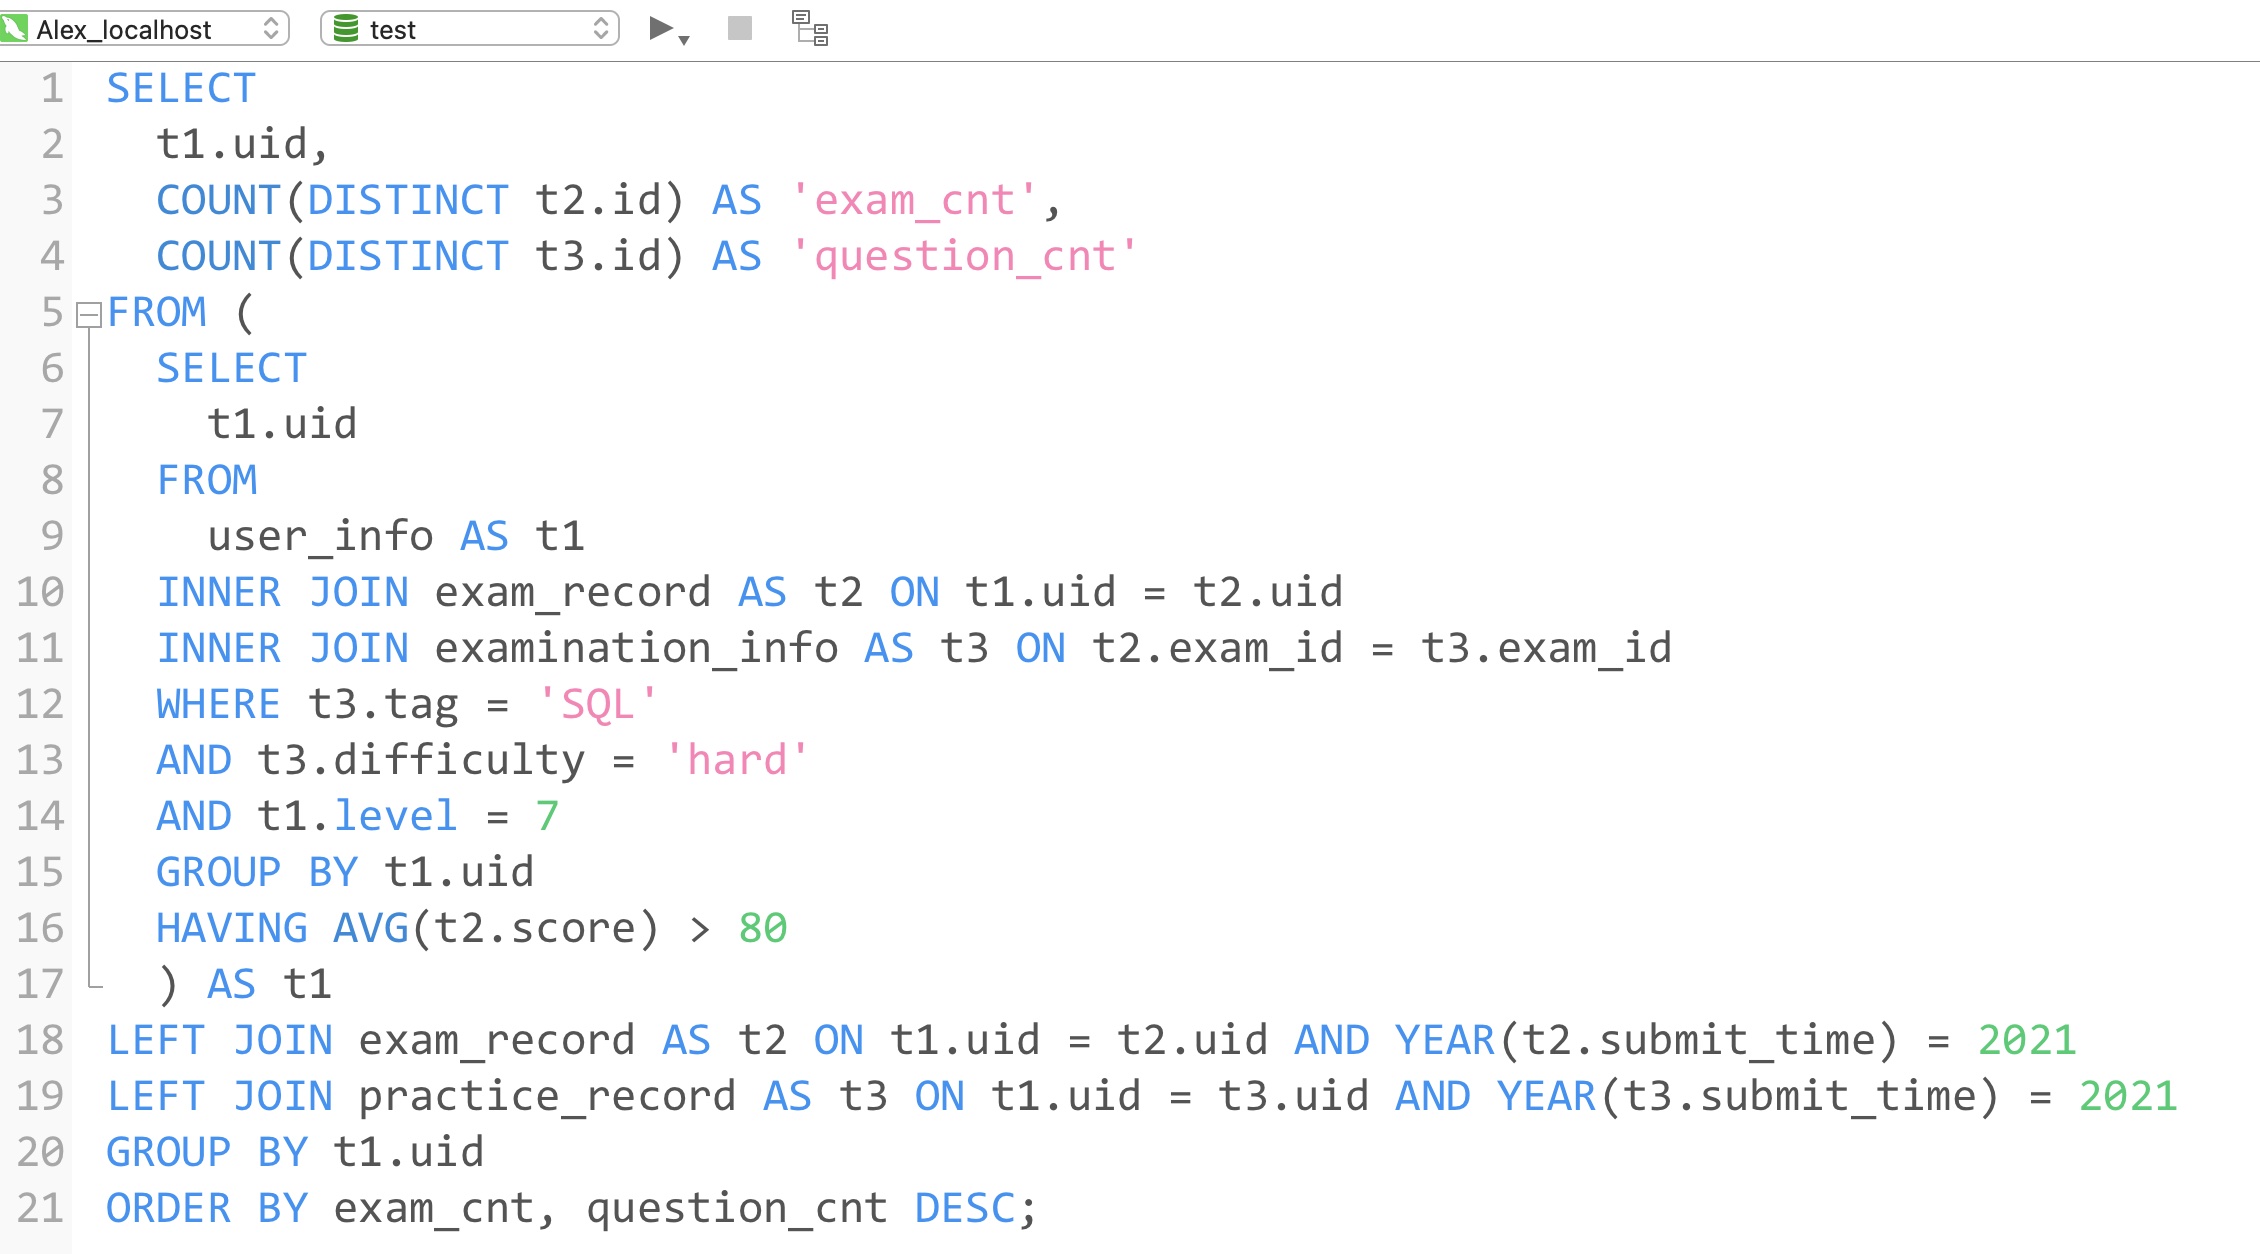 Alex_localhost test
1 SELECT
2 t1.uid,
3 COUNT(DISTINCT t2.id) AS 'exam_cnt',
4 COUNT(DISTINCT t3.id) AS 'question_cnt'
5 FROM (
6 SELECT
7 t1.uid
8 FROM
9 user_info AS t1
10 INNER JOIN exam_record AS t2 ON t1.uid = t2.uid
11 INNER JOIN examination_info AS t3 ON t2.exam_id = t3.exam_id
12 WHERE t3.tag = 'SQL'
13 AND t3.difficulty = 'hard'
14 AND t1.level = 7
15 GROUP BY t1.uid
16 HAVING AVG(t2.score) > 80
17 ) AS t1
18 LEFT JOIN exam_record AS t2 ON t1.uid = t2.uid AND YEAR(t2.submit_time) = 2021
19 LEFT JOIN practice_record AS t3 ON t1.uid = t3.uid AND YEAR(t3.submit_time) = 2021
20 GROUP BY t1.uid
21 ORDER BY exam_cnt, question_cnt DESC;